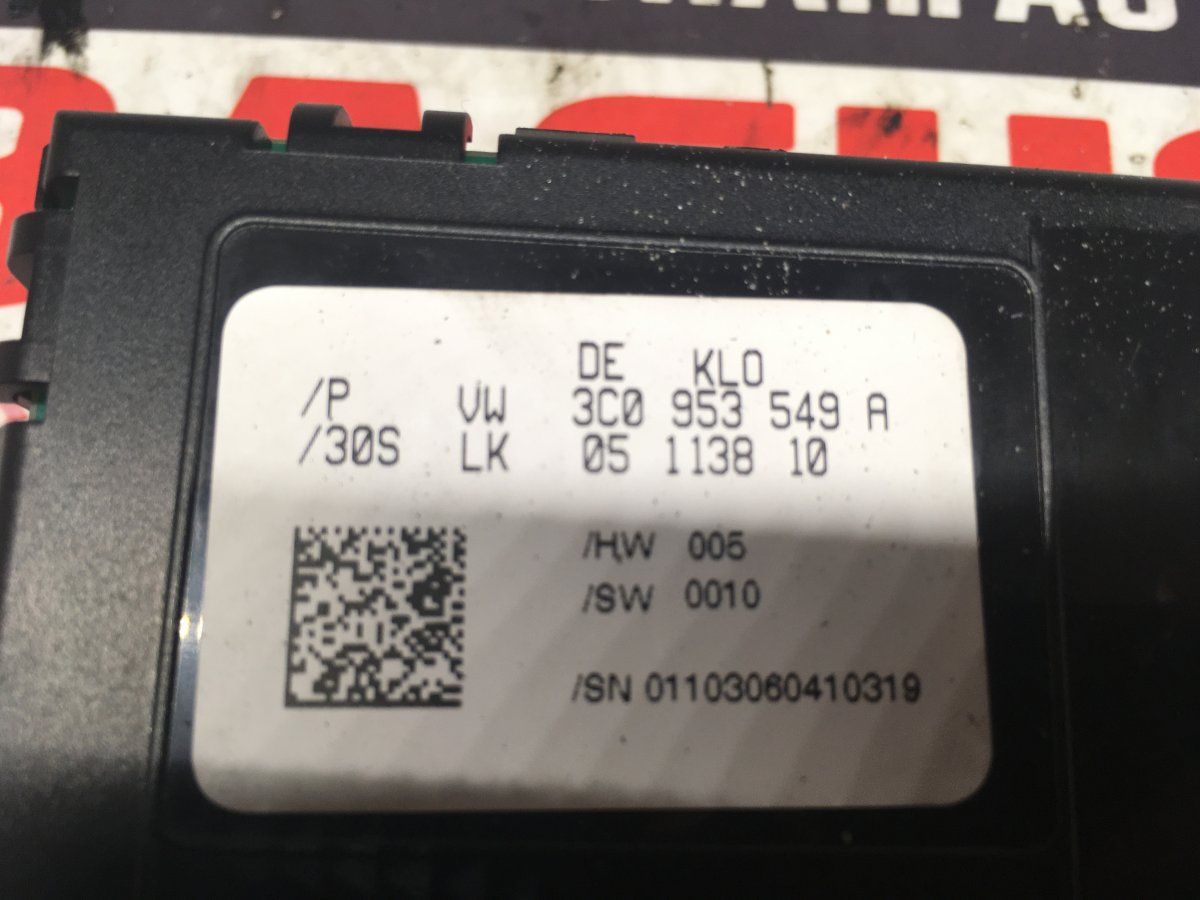 DE KLO
/P VW 3C0 953 549 A
/30S LK 05 1138 10
/HW 005
/SW 0010
/SN 01103060410319